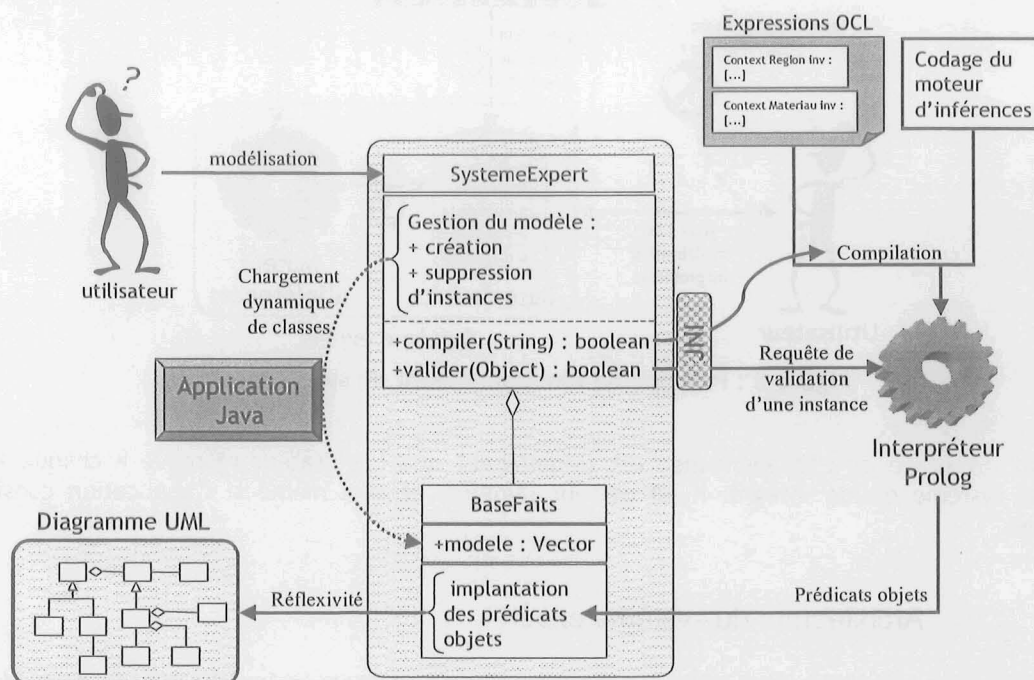 Expressions OCL
Context Region inv :
[...]
Context Materiau inv :
[...]
Codage du
moteur
d'inférences
?
utilisateur
modélisation
SystemeExpert
Gestion du modèle :
+ création
+ suppression
d'instances
+compiler(String) : boolean
+valider(Object) : boolean
JNI
Compilation
Requête de
validation
d'une instance
Interpréteur
Prolog
Chargement
dynamique
de classes
Application
Java
BaseFaits
+modele : Vector
implantation
des prédicats
objets
Prédicats objets
Réflexivité
Diagramme UML